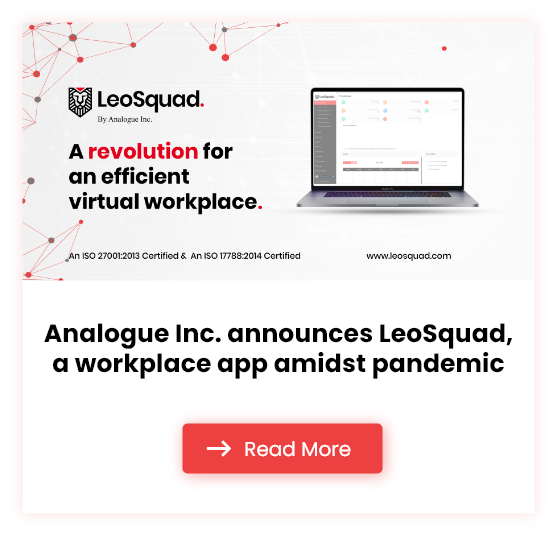 LeoSquad.
By Analogue Inc.
A revolution for
an efficient
virtual workplace.
An ISO 27001:2013 Certified & An ISO 17788:2014 Certified
www.leosquad.com
Analogue Inc. announces LeoSquad,
a workplace app amidst pandemic
Read More